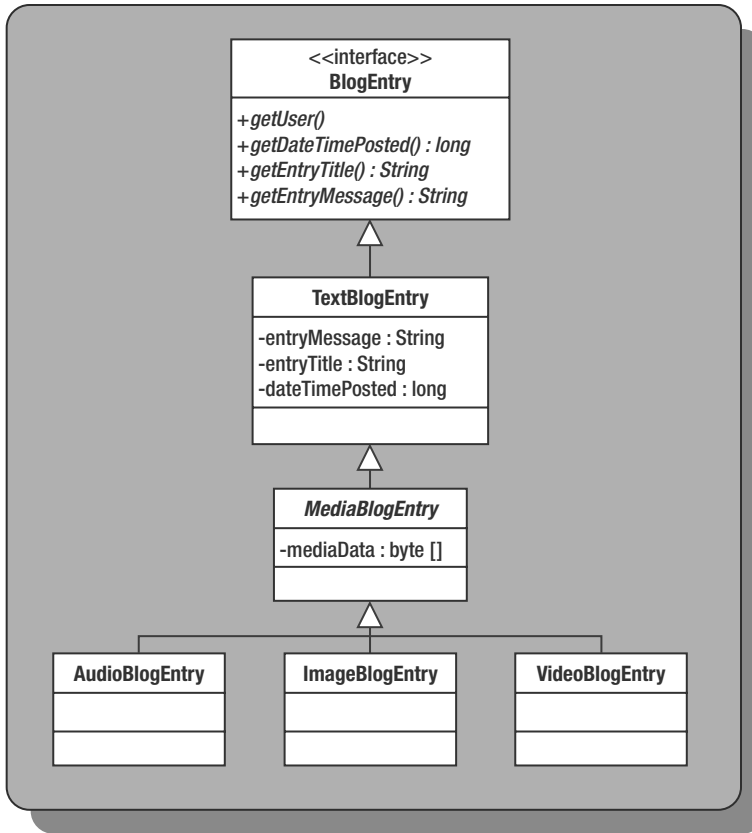 <<interface>>
BlogEntry
+getUser()
+getDateTimePosted() : long
+getEntryTitle() : String
+getEntryMessage() : String
TextBlogEntry
-entryMessage : String
-entryTitle : String
-dateTimePosted : long
MediaBlogEntry
-mediaData : byte []
AudioBlogEntry
ImageBlogEntry
VideoBlogEntry